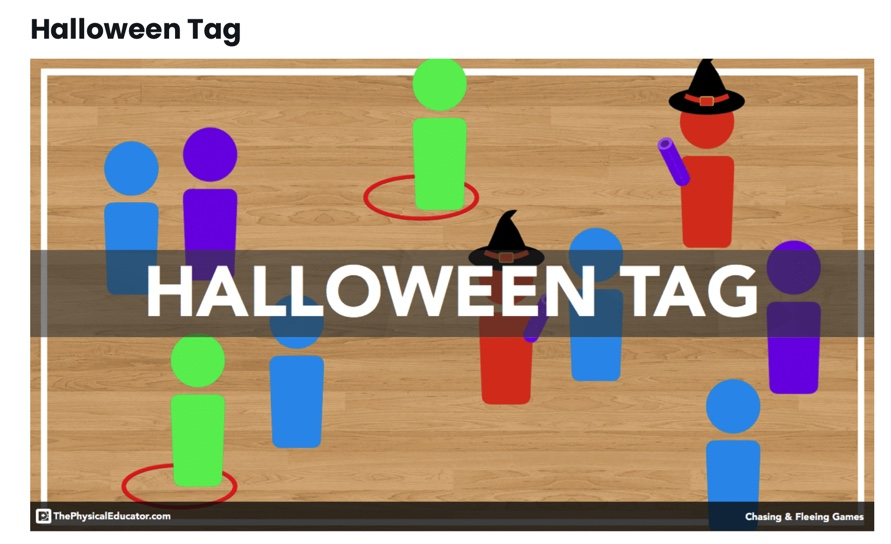 Halloween Tag
HALLOWEEN TAG
ThePhysicalEducator.com
Chasing & Fleeing Games